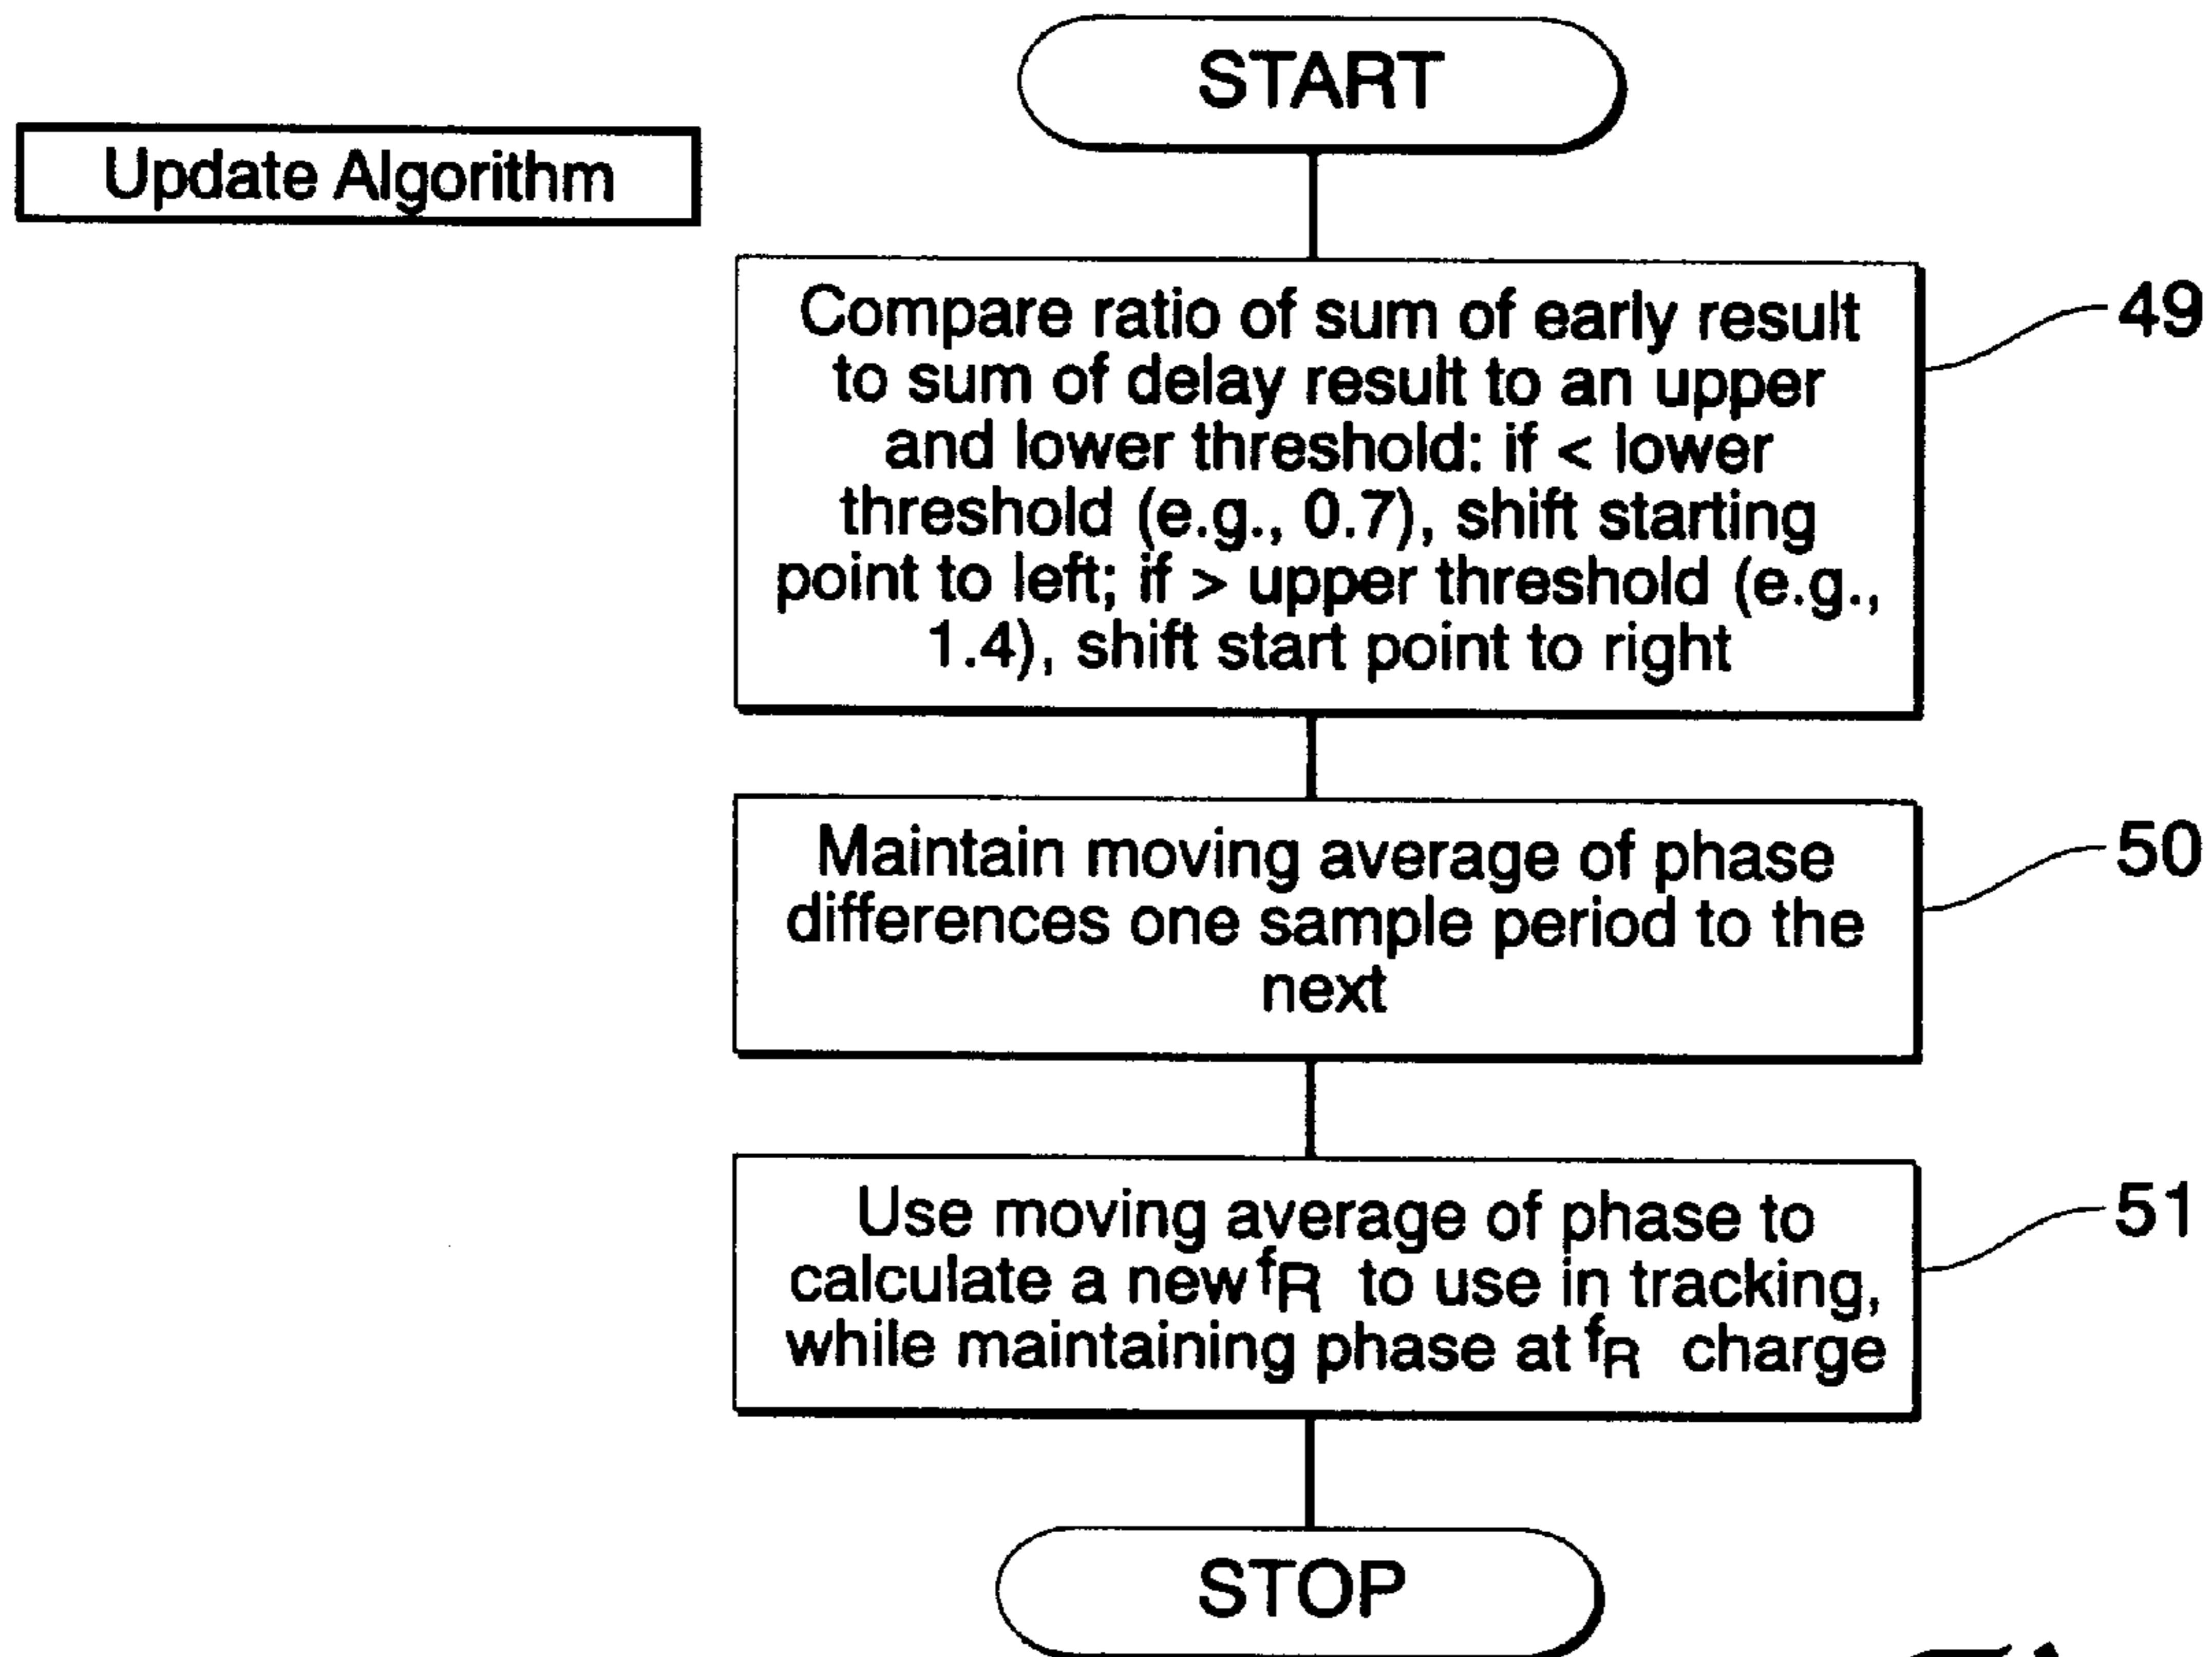 START
Update Algorithm
Compare ratio of sum of early result
to sum of delay result to an upper
and lower threshold: if < lower
threshold (e.g., 0.7), shift starting
point to left; if > upper threshold (e.g.,
1.4), shift start point to right
49
Maintain moving average of phase
differences one sample period to the
next
50
Use moving average of phase to
calculate a new fR to use in tracking,
while maintaining phase at fR charge
51
STOP